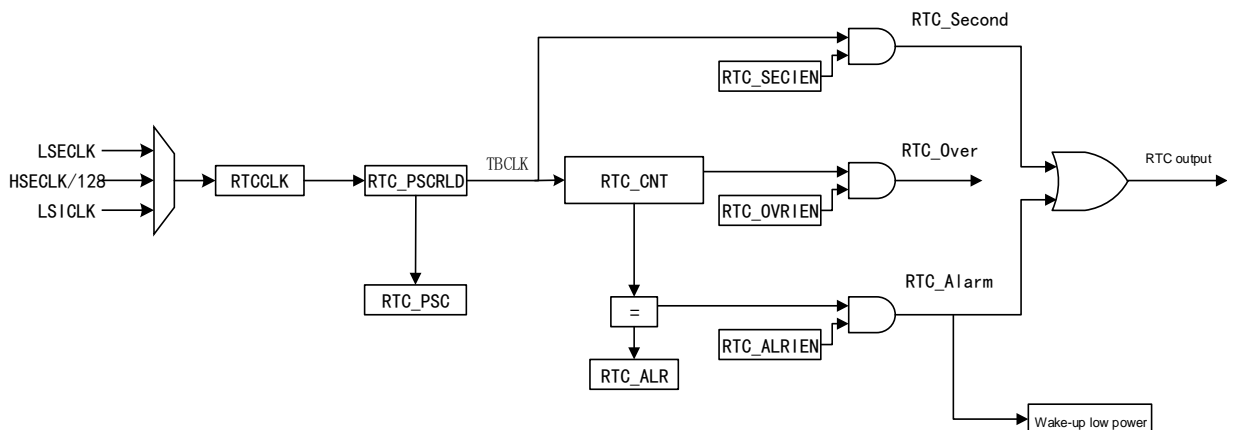 RTC_Second
RTC_SECIEN
LSECLK
HSECLK/128
LSICLK
RTCCLK
RTC_PSCRLD
TBCLK
RTC_CNT
RTC_Over
RTC_OVRIEN
RTC output
RTC_PSC
=
RTC_Alarm
RTC_ALRIEN
RTC_ALR
Wake-up low power